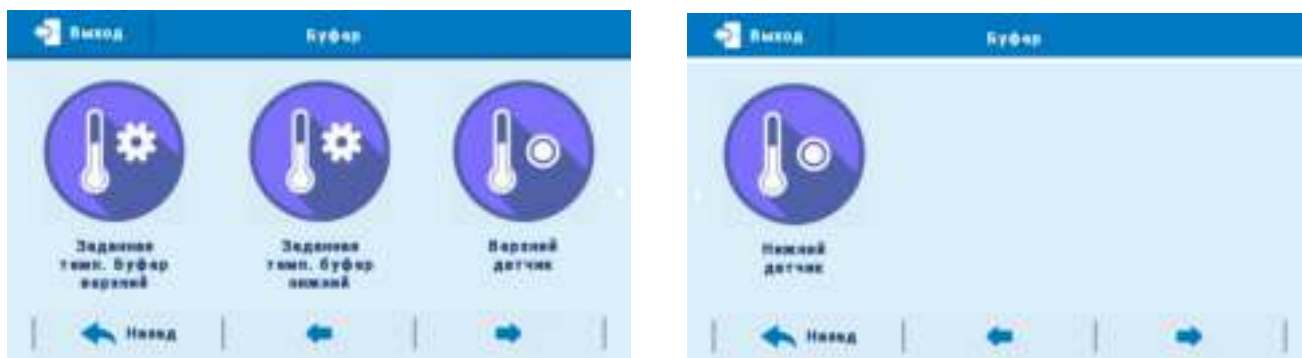 Выход
Буфер
Заданная
темп. буфер
верхний
Заданная
темп. буфер
нижний
Верхний
датчик
Назад
Выход
Буфер
Нижний
датчик
Назад